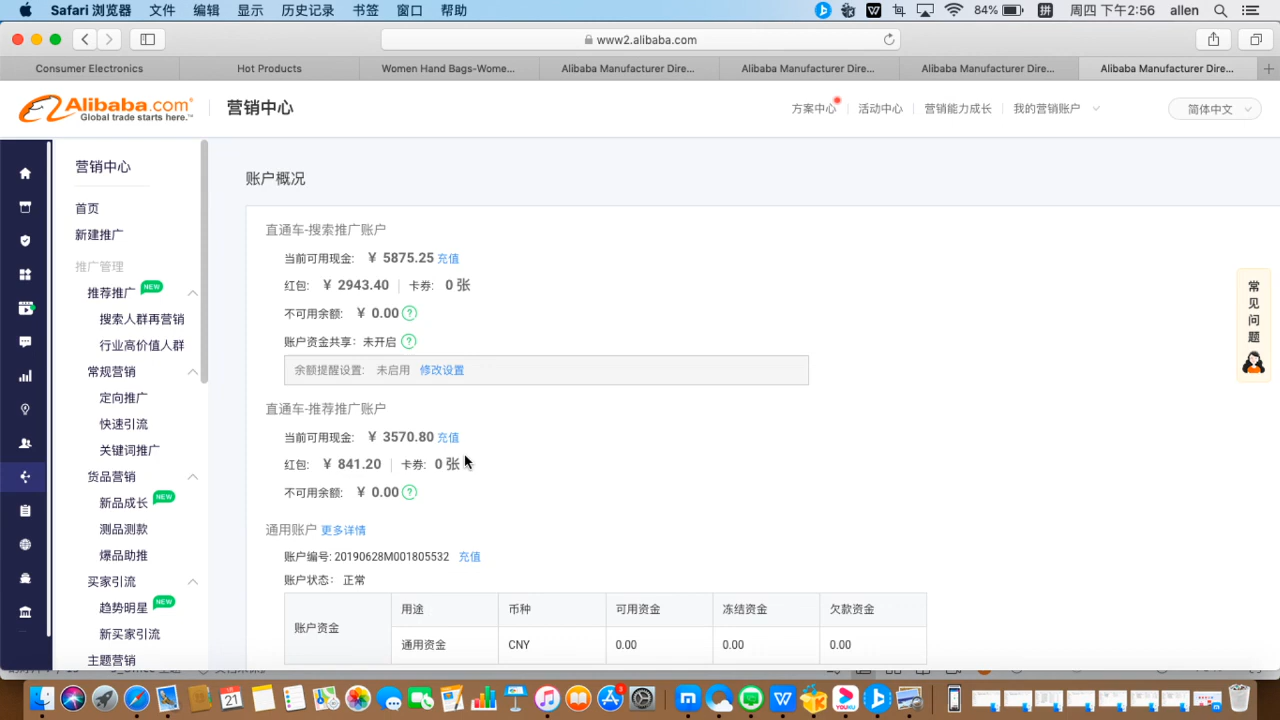 Safari 浏览器 文件 编辑 显示 历史记录 书签 窗口 帮助 84% 拼 周四 下午2:56 allen
www2.alibaba.com
Consumer Electronics Hot Products Women Hand Bags-Wome... Alibaba Manufacturer Dire... Alibaba Manufacturer Dire... Alibaba Manufacturer Dire... Alibaba Manufacturer Dire...
Alibaba.com 营销中心 方案中心 活动中心 营销能力成长 我的营销账户 简体中文
Global trade starts here.™
营销中心
首页
新建推广
推广管理
推荐推广 NEW
搜索人群再营销
行业高价值人群
常规营销
定向推广
快速引流
关键词推广
货品营销
新品成长 NEW
测品测款
爆品助推
买家引流
趋势明星 NEW
新买家引流
主题营销
账户概况
直通车-搜索推广账户
当前可用现金: ¥ 5875.25 充值
红包: ¥ 2943.40 卡券: 0 张
不可用余额: ¥ 0.00 ?
账户资金共享: 未开启 ?
余额提醒设置: 未启用 修改设置
直通车-推荐推广账户
当前可用现金: ¥ 3570.80 充值
红包: ¥ 841.20 卡券: 0 张
不可用余额: ¥ 0.00 ?
通用账户 更多详情
账户编号: 20190628M001805532 充值
账户状态: 正常
账户资金 用途 币种 可用资金 冻结资金 欠款资金
通用资金 CNY 0.00 0.00 0.00
常见问题
21
YOUKU